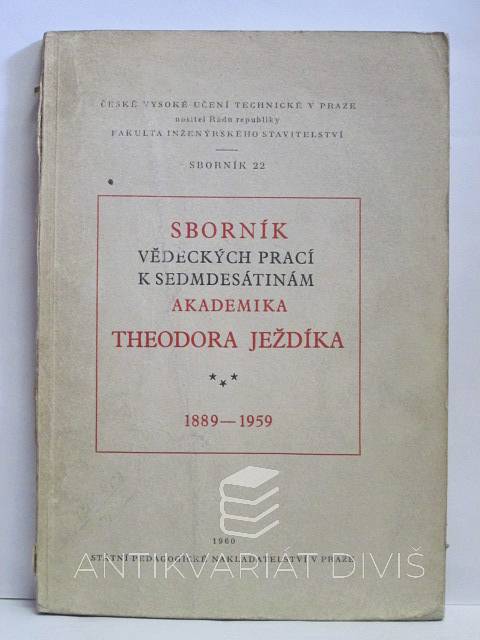 ČESKÉ VYSOKÉ UČENÍ TECHNICKÉ V PRAZE
nositel Řádu republiky
FAKULTA INŽENÝRSKÉHO STAVITELSTVÍ
SBORNÍK 22
SBORNÍK
VĚDECKÝCH PRACÍ
K SEDMDESÁTINÁM
AKADEMIKA
THEODORA JEŽDÍKA
1889—1959
1960
STÁTNÍ PEDAGOGICKÉ NAKLADATELSTVÍ V PRAZE
ANTIKVARIÁT DIVIŠ